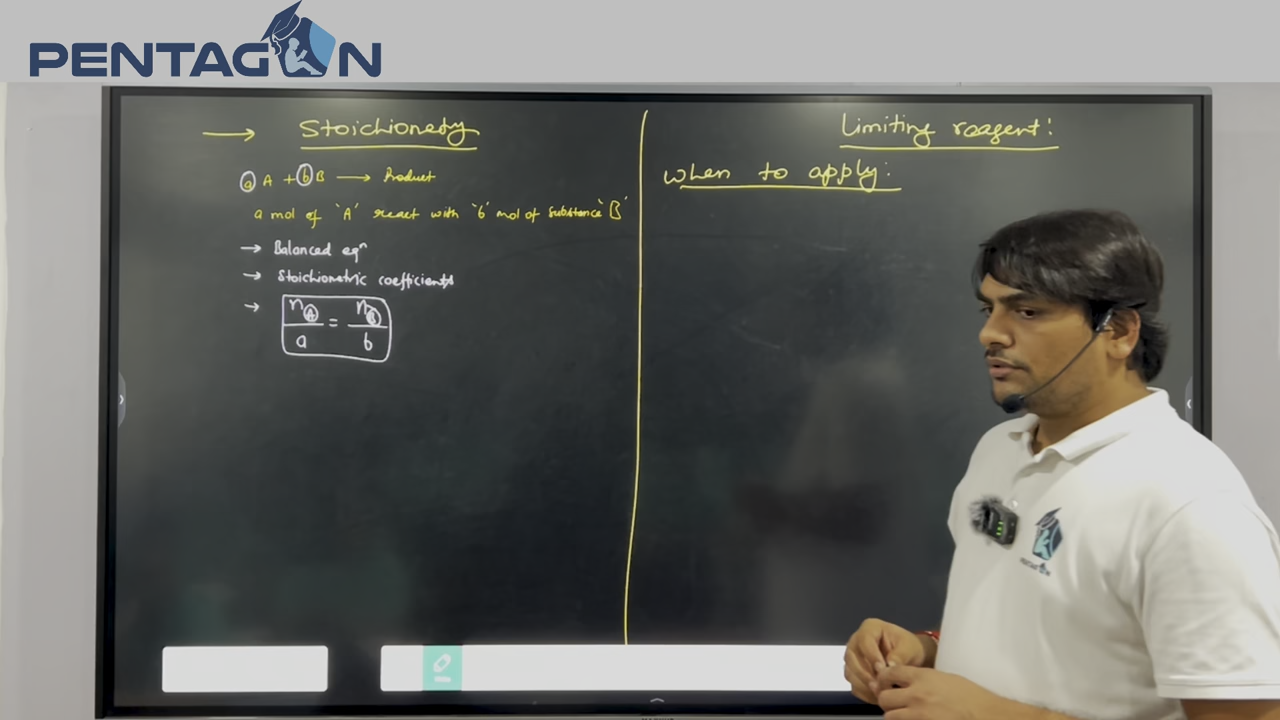 PENTAGON
→ Stoichiometry
a A + b B → Product
a mol of 'A' react with 'b' mol of substance 'B'
→ Balanced eqⁿ
→ Stoichiometric coefficients
→ n_A / a = n_B / b
Limiting reagent:
when to apply:
PENTAGON